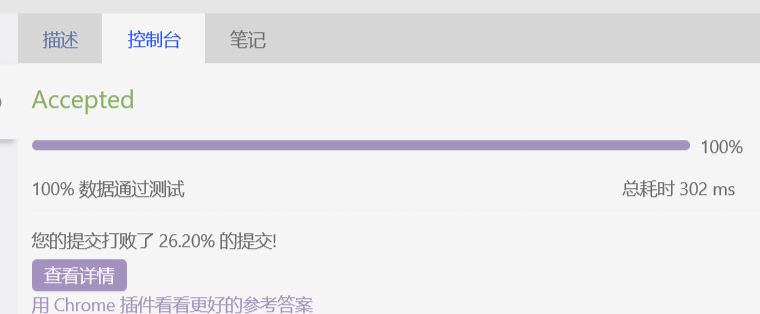 描述 控制台 笔记
Accepted
100%
100% 数据通过测试 总耗时 302 ms
您的提交打败了 26.20% 的提交!
查看详情
用 Chrome 插件看看更好的参考答案